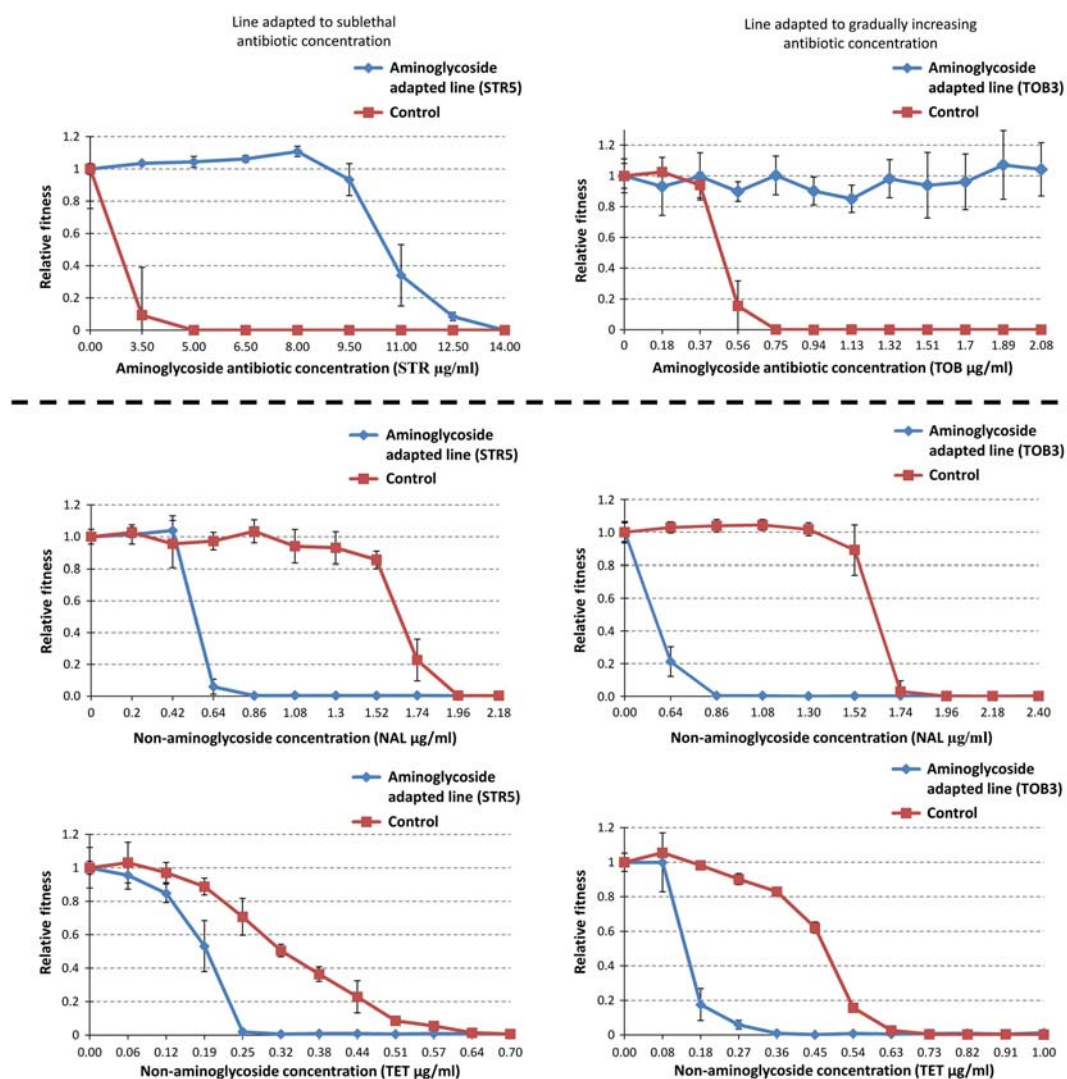 Line adapted to sublethal
antibiotic concentration
Aminoglycoside
adapted line (STR5)
Control
1.2
1
0.8
0.6
0.4
0.2
0
Relative fitness
0.00 3.50 5.00 6.50 8.00 9.50 11.00 12.50 14.00
Aminoglycoside antibiotic concentration (STR µg/ml)
Line adapted to gradually increasing
antibiotic concentration
Aminoglycoside
adapted line (TOB3)
Control
1.2
1
0.8
0.6
0.4
0.2
0
Relative fitness
0 0.18 0.37 0.56 0.75 0.94 1.13 1.32 1.51 1.7 1.89 2.08
Aminoglycoside antibiotic concentration (TOB µg/ml)
Aminoglycoside
adapted line (STR5)
Control
1.2
1.0
0.8
0.6
0.4
0.2
0.0
Relative fitness
0 0.2 0.42 0.64 0.86 1.08 1.3 1.52 1.74 1.96 2.18
Non-aminoglycoside concentration (NAL µg/ml)
Aminoglycoside
adapted line (TOB3)
Control
1.2
1.0
0.8
0.6
0.4
0.2
0.0
Relative fitness
0.00 0.64 0.86 1.08 1.30 1.52 1.74 1.96 2.18 2.40
Non-aminoglycoside concentration (NAL µg/ml)
Aminoglycoside
adapted line (STR5)
Control
1.2
1
0.8
0.6
0.4
0.2
0
Relative fitness
0.00 0.06 0.12 0.19 0.25 0.32 0.38 0.44 0.51 0.57 0.64 0.70
Non-aminoglycoside concentration (TET µg/ml)
Aminoglycoside
adapted line (TOB3)
Control
1.2
1
0.8
0.6
0.4
0.2
0
Relative fitness
0.00 0.08 0.18 0.27 0.36 0.45 0.54 0.63 0.73 0.82 0.91 1.00
Non-aminoglycoside concentration (TET µg/ml)